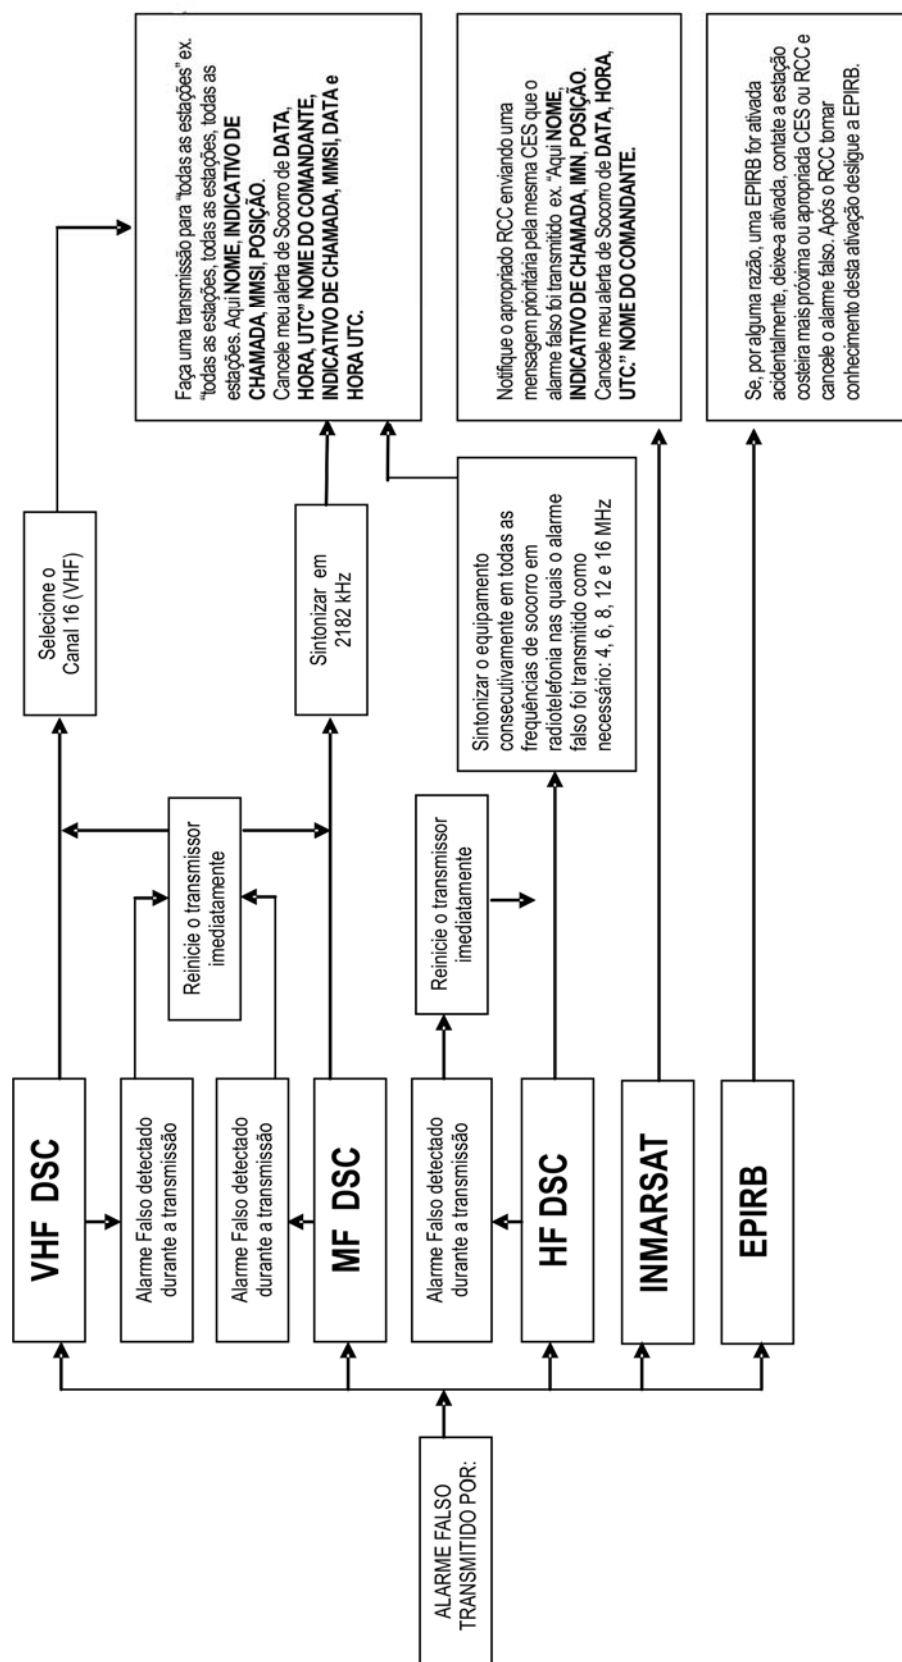 ALARME FALSO
TRANSMITIDO POR:
VHF DSC
Alarme Falso detectado
durante a transmissão
Alarme Falso detectado
durante a transmissão
MF DSC
Alarme Falso detectado
durante a transmissão
HF DSC
INMARSAT
EPIRB
Reinicie o transmissor
imediatamente
Reinicie o transmissor
imediatamente
Selecione o
Canal 16 (VHF)
Sintonizar em
2182 kHz
Sintonizar o equipamento
consecutivamente em todas as
frequências de socorro em
radiotelefonia nas quais o alarme
falso foi transmitido como
necessário: 4, 6, 8, 12 e 16 MHz
Faça uma transmissão para “todas as estações” ex.
“todas as estações, todas as estações, todas as
estações. Aqui NOME, INDICATIVO DE
CHAMADA, MMSI, POSIÇÃO.
Cancele meu alerta de Socorro de DATA,
HORA, UTC” NOME DO COMANDANTE,
INDICATIVO DE CHAMADA, MMSI, DATA e
HORA UTC.
Notifique o apropriado RCC enviando uma
mensagem prioritária pela mesma CES que o
alarme falso foi transmitido ex. “Aqui NOME,
INDICATIVO DE CHAMADA, IMN, POSIÇÃO.
Cancele meu alerta de Socorro de DATA, HORA,
UTC.” NOME DO COMANDANTE.
Se, por alguma razão, uma EPIRB for ativada
acidentalmente, deixe-a ativada, contate a estação
costeira mais próxima ou apropriada CES ou RCC e
cancele o alarme falso. Após o RCC tomar
conhecimento desta ativação desligue a EPIRB.